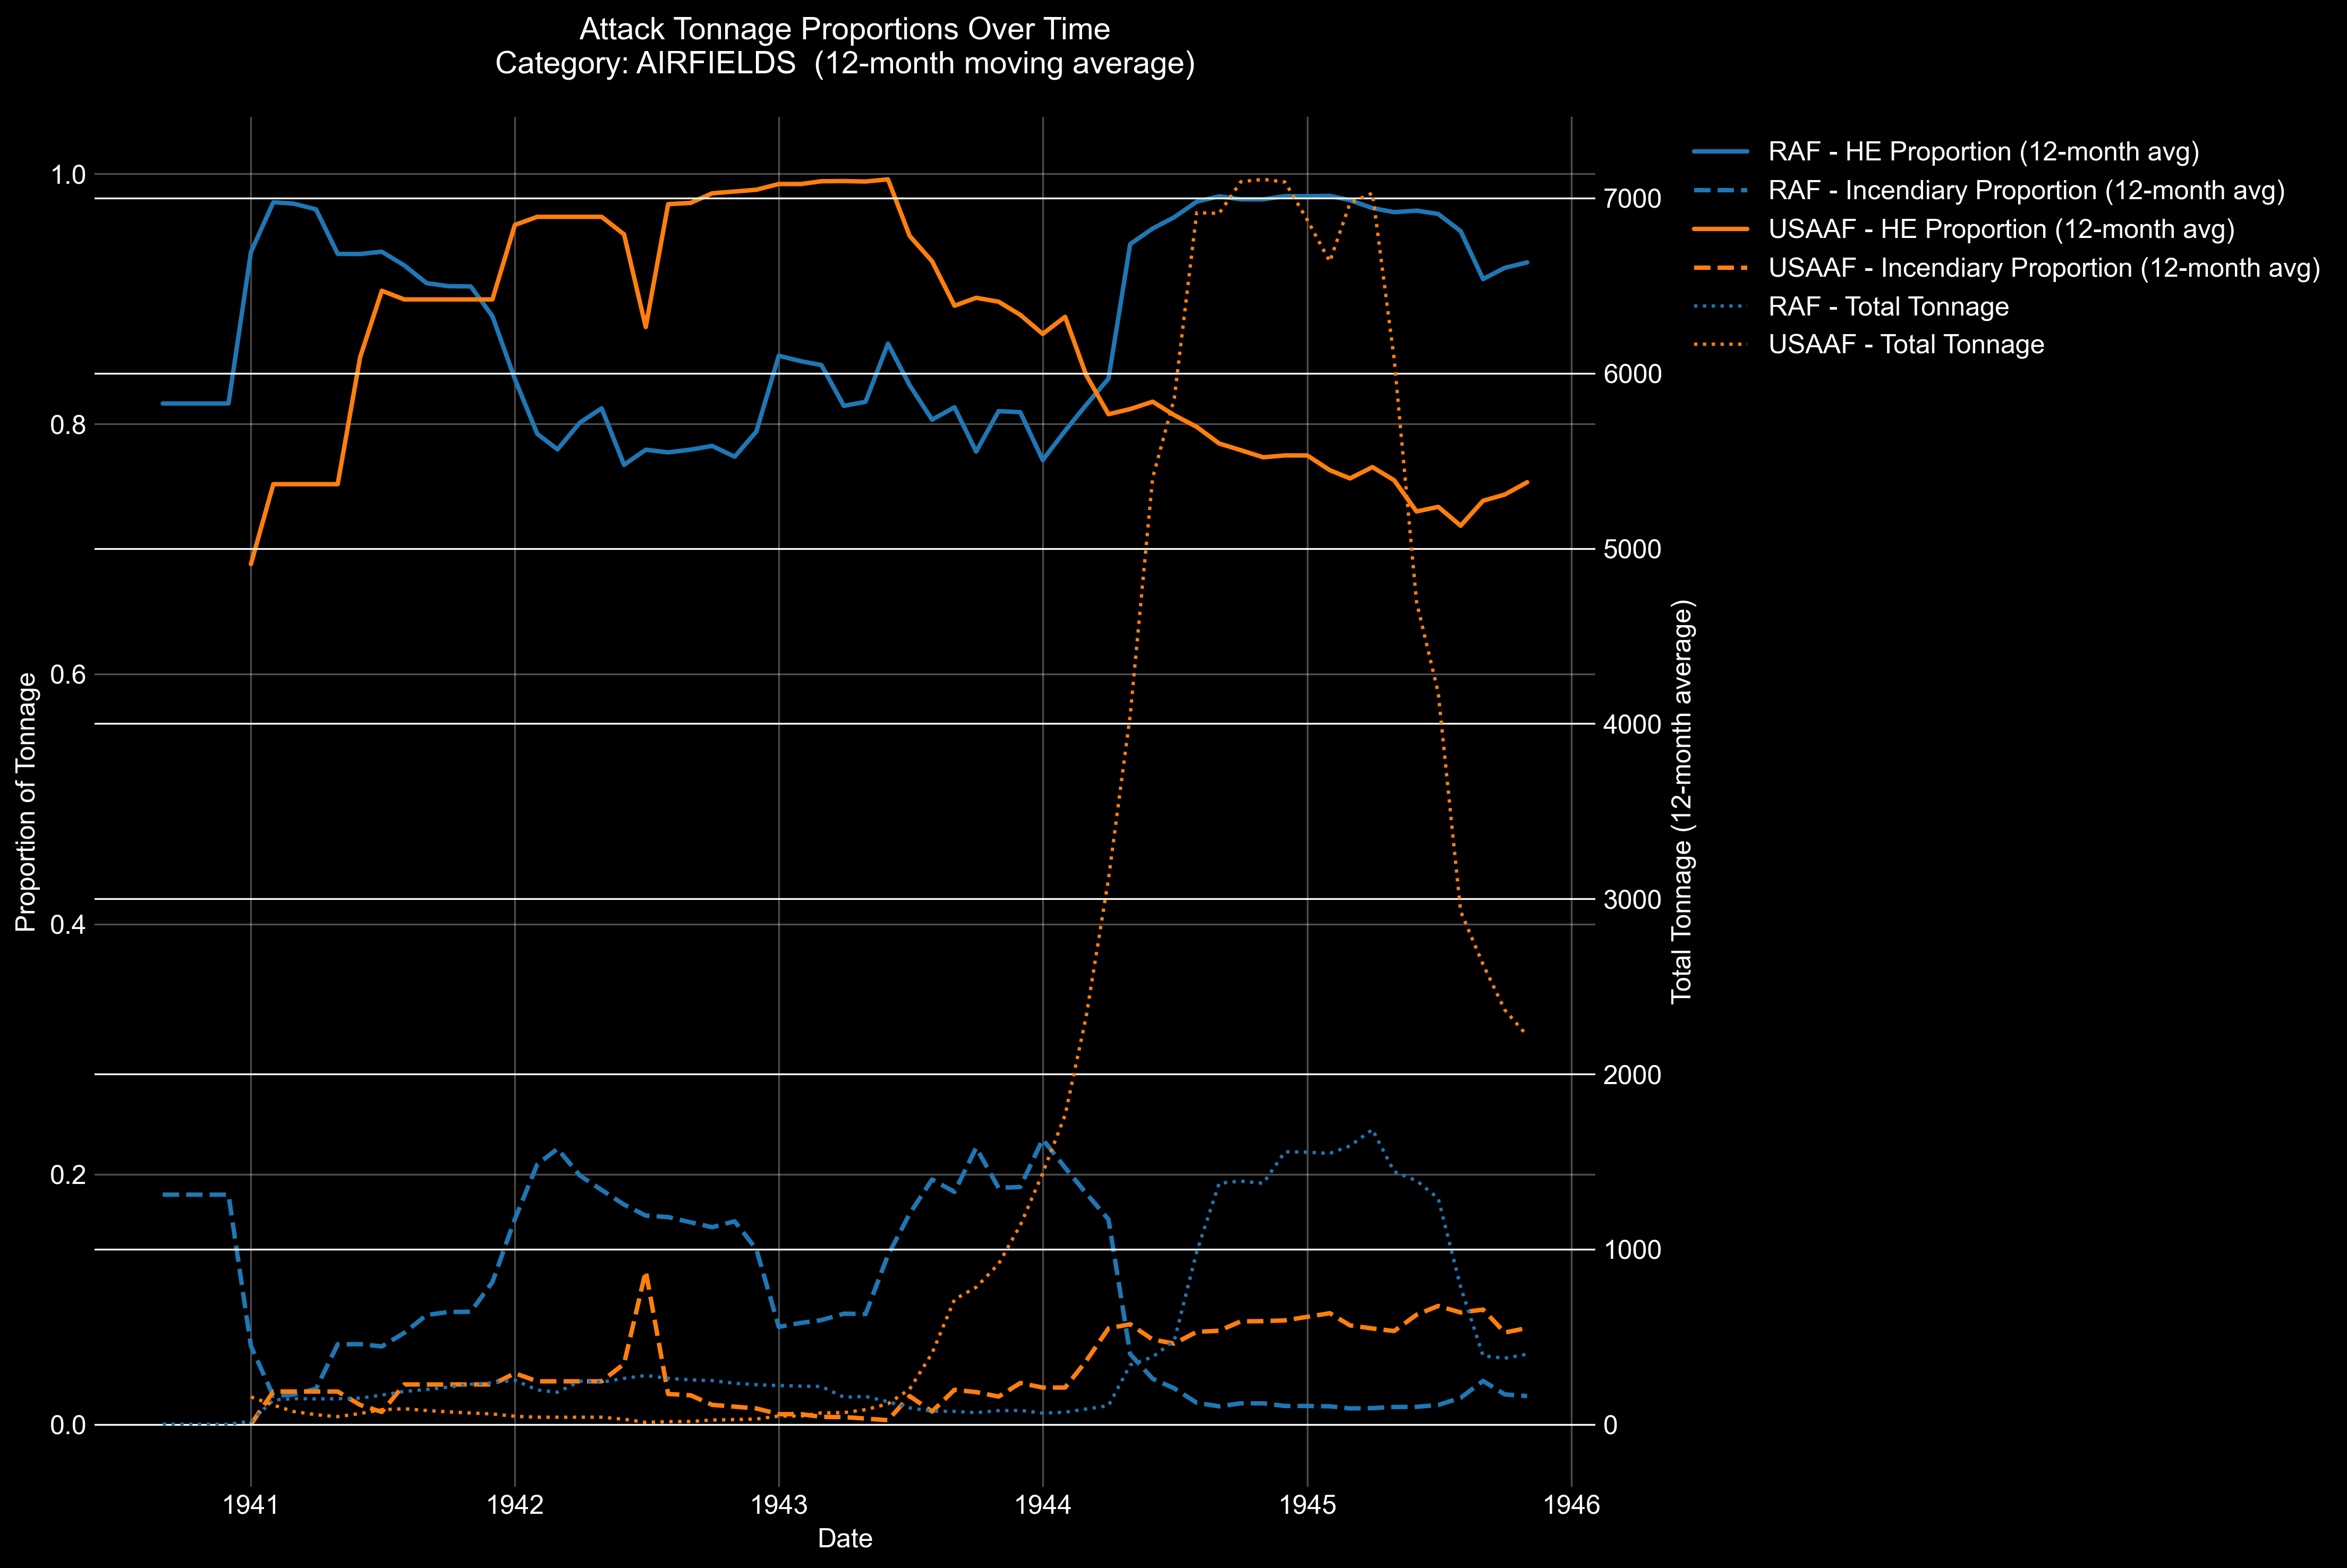 Attack Tonnage Proportions Over Time
Category: AIRFIELDS  (12-month moving average)
RAF - HE Proportion (12-month avg)
RAF - Incendiary Proportion (12-month avg)
USAAF - HE Proportion (12-month avg)
USAAF - Incendiary Proportion (12-month avg)
RAF - Total Tonnage
USAAF - Total Tonnage
Proportion of Tonnage
1.0
0.8
0.6
0.4
0.2
0.0
7000
6000
5000
4000
3000
2000
1000
0
Total Tonnage (12-month average)
1941
1942
1943
1944
1945
1946
Date